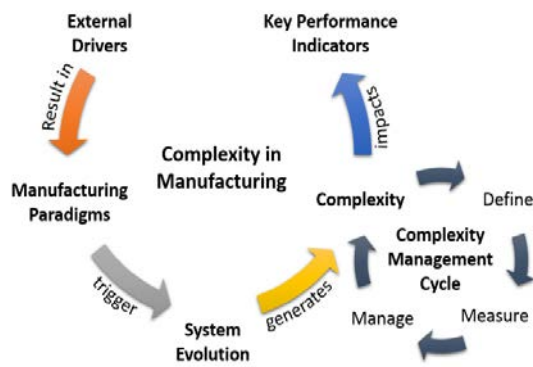 External
Drivers
Key Performance
Indicators
Result in
impacts
Complexity in
Manufacturing
Manufacturing
Paradigms
Complexity
Define
Complexity
Management
Cycle
trigger
generates
Manage
Measure
System
Evolution